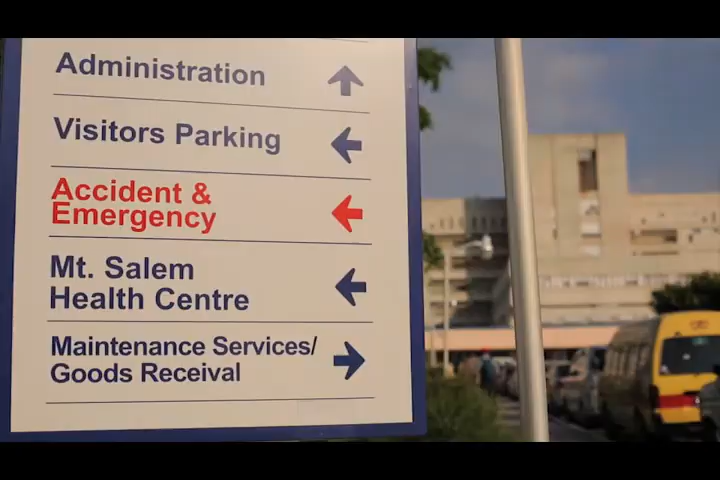 Administration
Visitors Parking
Accident &
Emergency
Mt. Salem
Health Centre
Maintenance Services/
Goods Receival